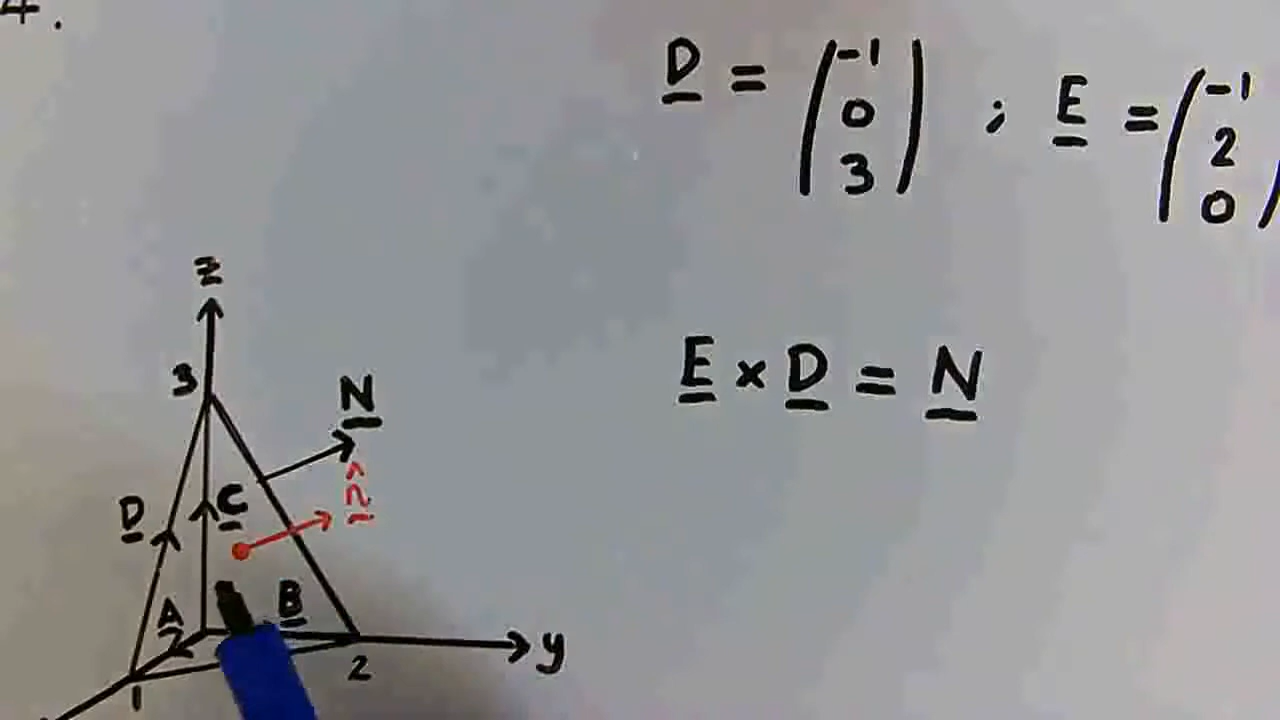 4.
D = (-1 0 3) ; E = (-1 2 0)
E × D = N
z
3
N
n̂
D
C
A
B
1
2
y